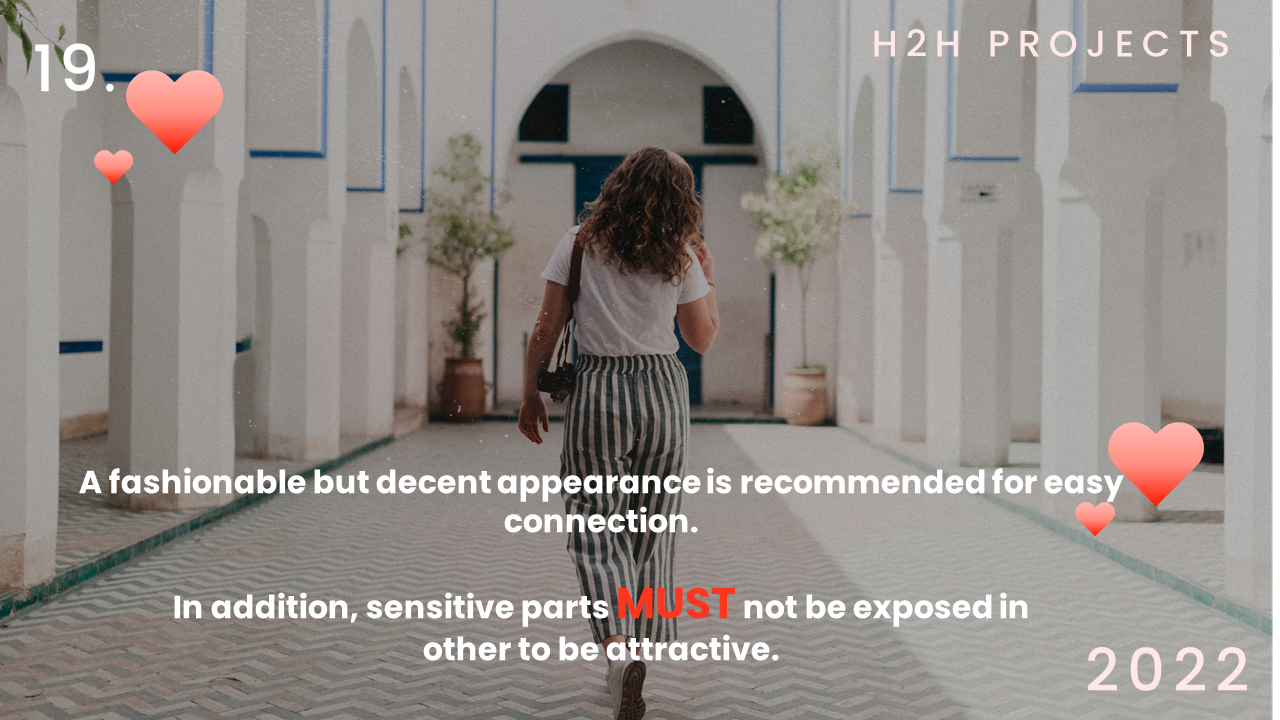 19.
H2H PROJECTS
A fashionable but decent appearance is recommended for easy
connection.
In addition, sensitive parts MUST not be exposed in
other to be attractive.
2022